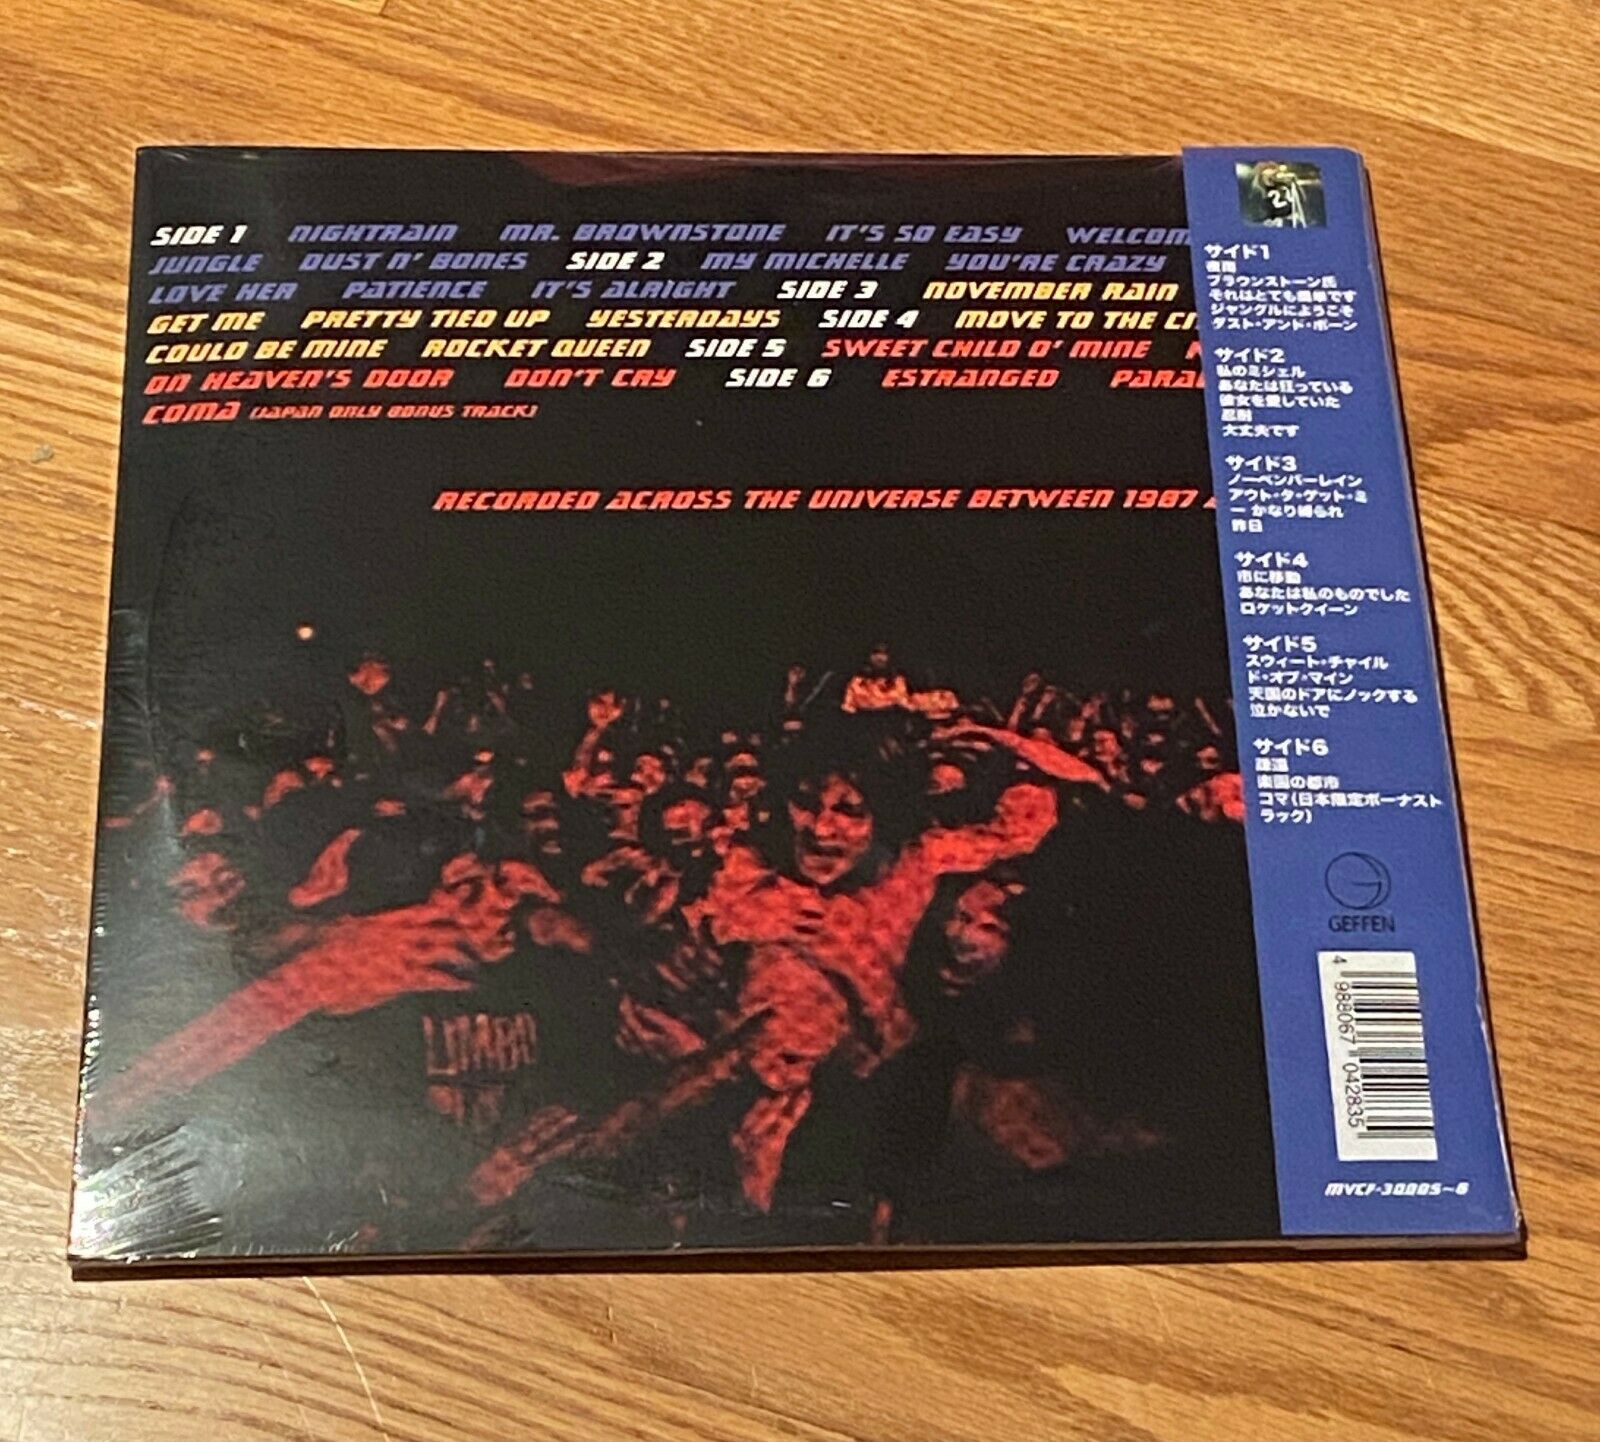 SIDE 1 NIGHTRAIN MR. BROWNSTONE IT'S SO EASY WELCOM
JUNGLE DUST N' BONES SIDE 2 MY MICHELLE YOU'RE CRAZY
LOVE HER PATIENCE IT'S ALRIGHT SIDE 3 NOVEMBER RAIN
GET ME PRETTY TIED UP YESTERDAYS SIDE 4 MOVE TO THE CI
COULD BE MINE ROCKET QUEEN SIDE 5 SWEET CHILD O' MINE
ON HEAVEN'S DOOR DON'T CRY SIDE 6 ESTRANGED PARA
COMA (JAPAN ONLY BONUS TRACK)
RECORDED ACROSS THE UNIVERSE BETWEEN 1987
サイド1
夜間
ブラウンストーン氏
それはとても簡単です
ジャングルにようこそ
ダスト・アンド・ボーン
サイド2
私のミシェル
あなたは狂っている
彼女を愛していた
忍耐
大丈夫です
サイド3
ノーベンバーレイン
アウト・タ・ゲット・ミ
ー かなり縛られ
昨日
サイド4
市に移動
あなたは私のものでした
ロケットクイーン
サイド5
スウィート・チャイル
ド・オブ・マイン
天国のドアにノックする
泣かないで
サイド6
疎遠
楽園の都市
コマ(日本限定ボーナスト
ラック)
GEFFEN
4 988067 042835
MVCF-30005~6